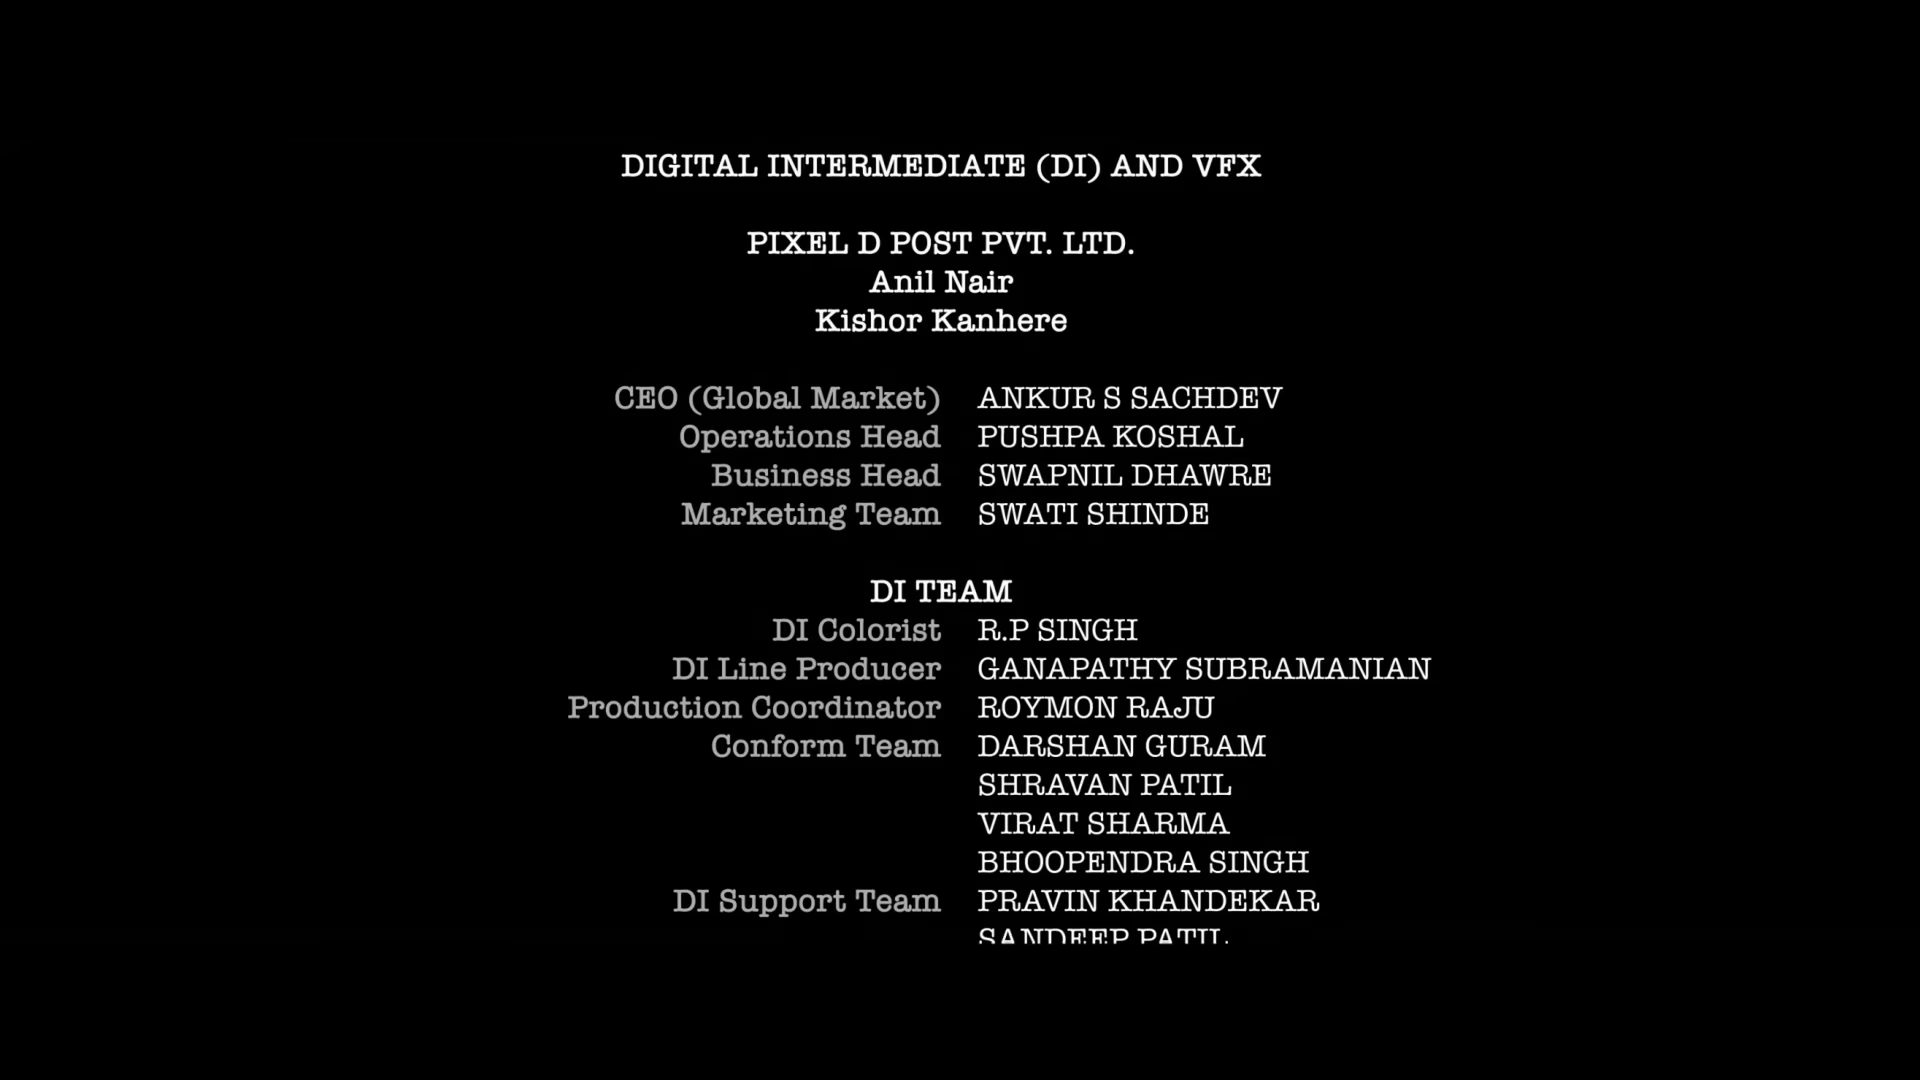 DIGITAL INTERMEDIATE (DI) AND VFX
PIXEL D POST PVT. LTD.
Anil Nair
Kishor Kanhere
CEO (Global Market) ANKUR S SACHDEV
Operations Head PUSHPA KOSHAL
Business Head SWAPNIL DHAWRE
Marketing Team SWATI SHINDE
DI TEAM
DI Colorist R.P SINGH
DI Line Producer GANAPATHY SUBRAMANIAN
Production Coordinator ROYMON RAJU
Conform Team DARSHAN GURAM
SHRAVAN PATIL
VIRAT SHARMA
BHOOPENDRA SINGH
DI Support Team PRAVIN KHANDEKAR
SANDEEP PATIL